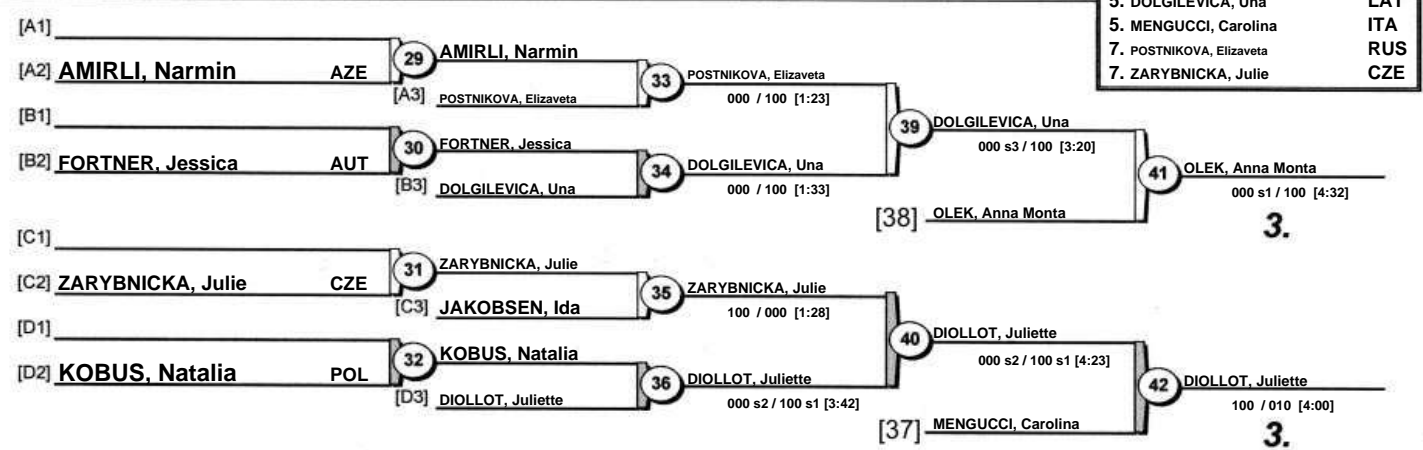 5. DOLGILEVICA, Una LAT
5. MENGUCCI, Carolina ITA
7. POSTNIKOVA, Elizaveta RUS
7. ZARYBNICKA, Julie CZE
[A1]
[A2] AMIRLI, Narmin AZE
29
AMIRLI, Narmin
[A3] POSTNIKOVA, Elizaveta
33
POSTNIKOVA, Elizaveta
000 / 100 [1:23]
[B1]
[B2] FORTNER, Jessica AUT
30
FORTNER, Jessica
[B3] DOLGILEVICA, Una
34
DOLGILEVICA, Una
000 / 100 [1:33]
39
DOLGILEVICA, Una
000 s3 / 100 [3:20]
[38] OLEK, Anna Monta
41
OLEK, Anna Monta
000 s1 / 100 [4:32]
3.
[C1]
[C2] ZARYBNICKA, Julie CZE
31
ZARYBNICKA, Julie
[C3] JAKOBSEN, Ida
35
ZARYBNICKA, Julie
100 / 000 [1:28]
[D1]
[D2] KOBUS, Natalia POL
32
KOBUS, Natalia
[D3] DIOLLOT, Juliette
36
DIOLLOT, Juliette
000 s2 / 100 s1 [3:42]
40
DIOLLOT, Juliette
000 s2 / 100 s1 [4:23]
[37] MENGUCCI, Carolina
42
DIOLLOT, Juliette
100 / 010 [4:00]
3.